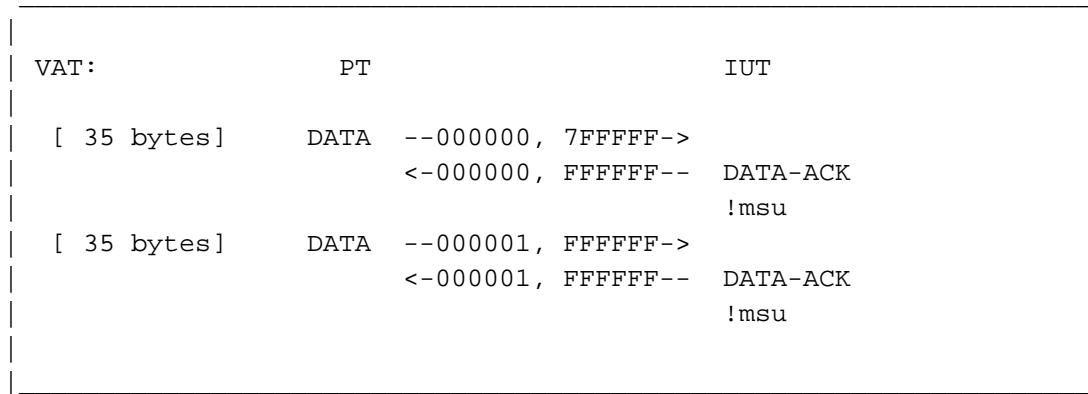 VAT: PT IUT
[ 35 bytes] DATA --000000, 7FFFFF->
<-000000, FFFFFF-- DATA-ACK
!msu
[ 35 bytes] DATA --000001, FFFFFF->
<-000001, FFFFFF-- DATA-ACK
!msu